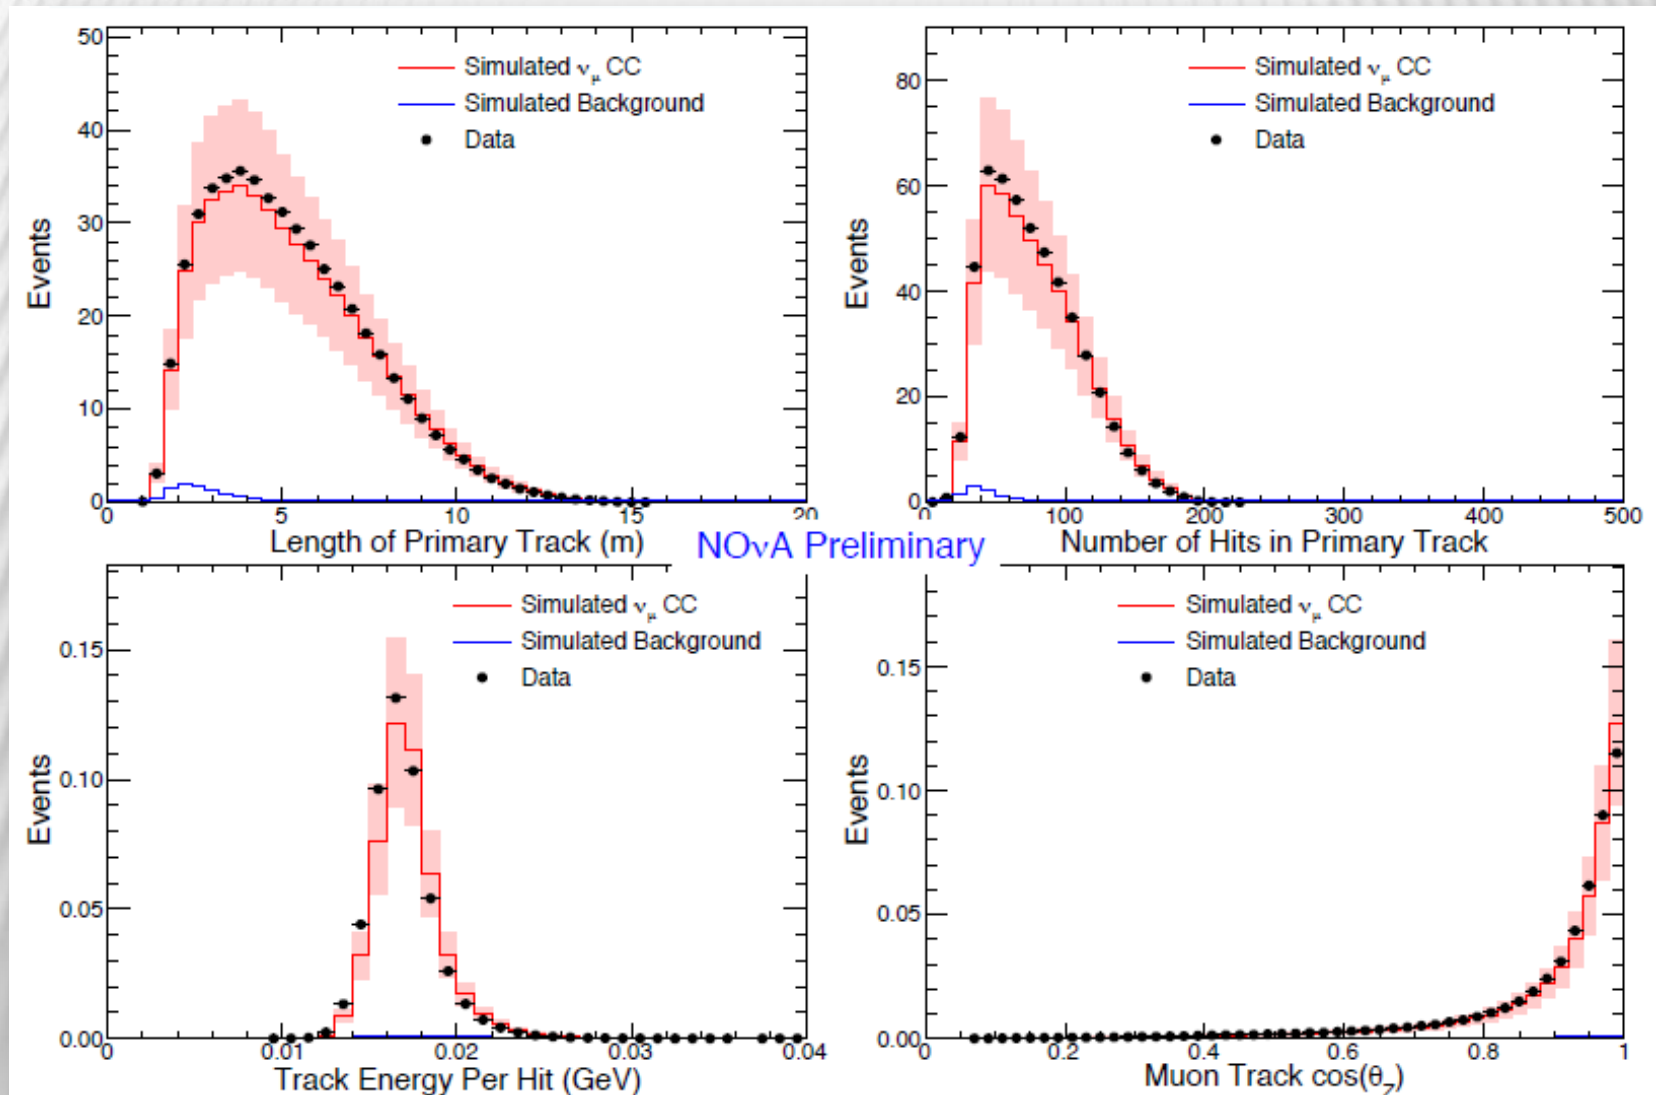 50
40
30
20
10
0
Events
Simulated νμ CC
Simulated Background
Data
0 5 10 15 20
Length of Primary Track (m)
80
60
40
20
0
Events
Simulated νμ CC
Simulated Background
Data
0 100 200 300 400 500
Number of Hits in Primary Track
NOνA Preliminary
0.15
0.10
0.05
0.00
Events
Simulated νμ CC
Simulated Background
Data
0 0.01 0.02 0.03 0.04
Track Energy Per Hit (GeV)
0.15
0.10
0.05
0.00
Events
Simulated νμ CC
Simulated Background
Data
0 0.2 0.4 0.6 0.8 1
Muon Track cos(θZ)